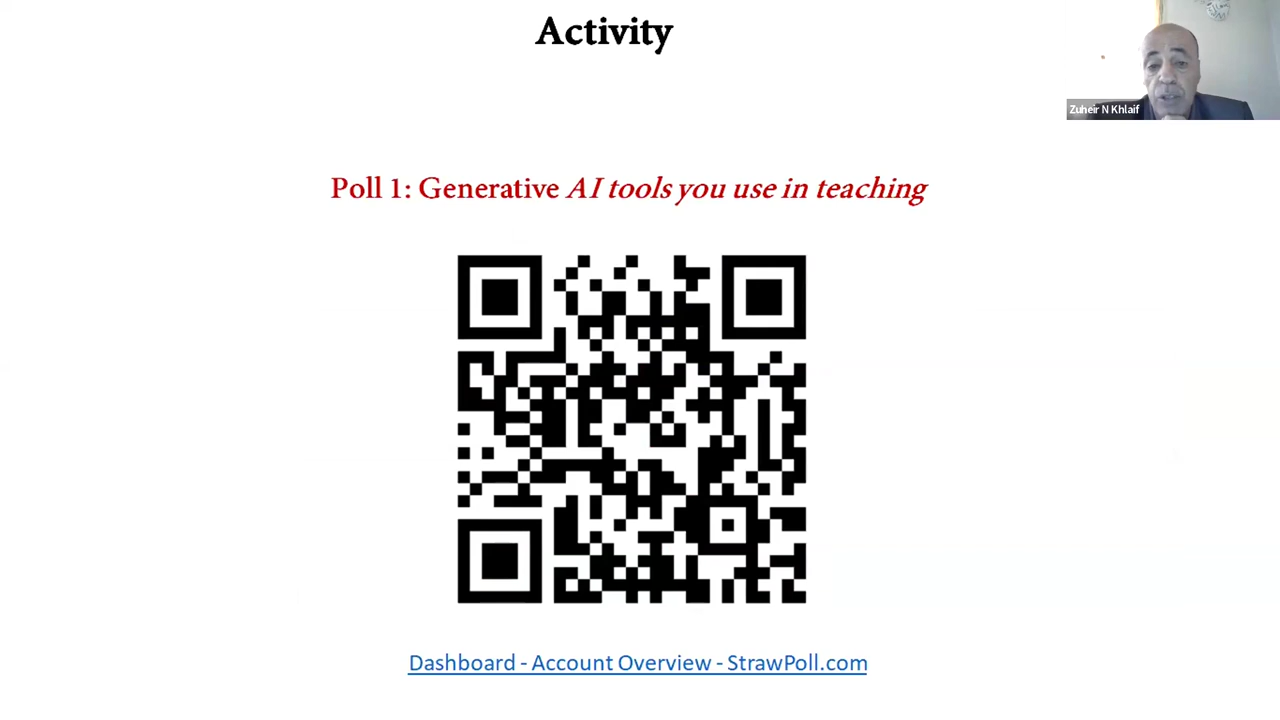 Activity
Zuheir N Khlaif
Poll 1: Generative AI tools you use in teaching
Dashboard - Account Overview - StrawPoll.com